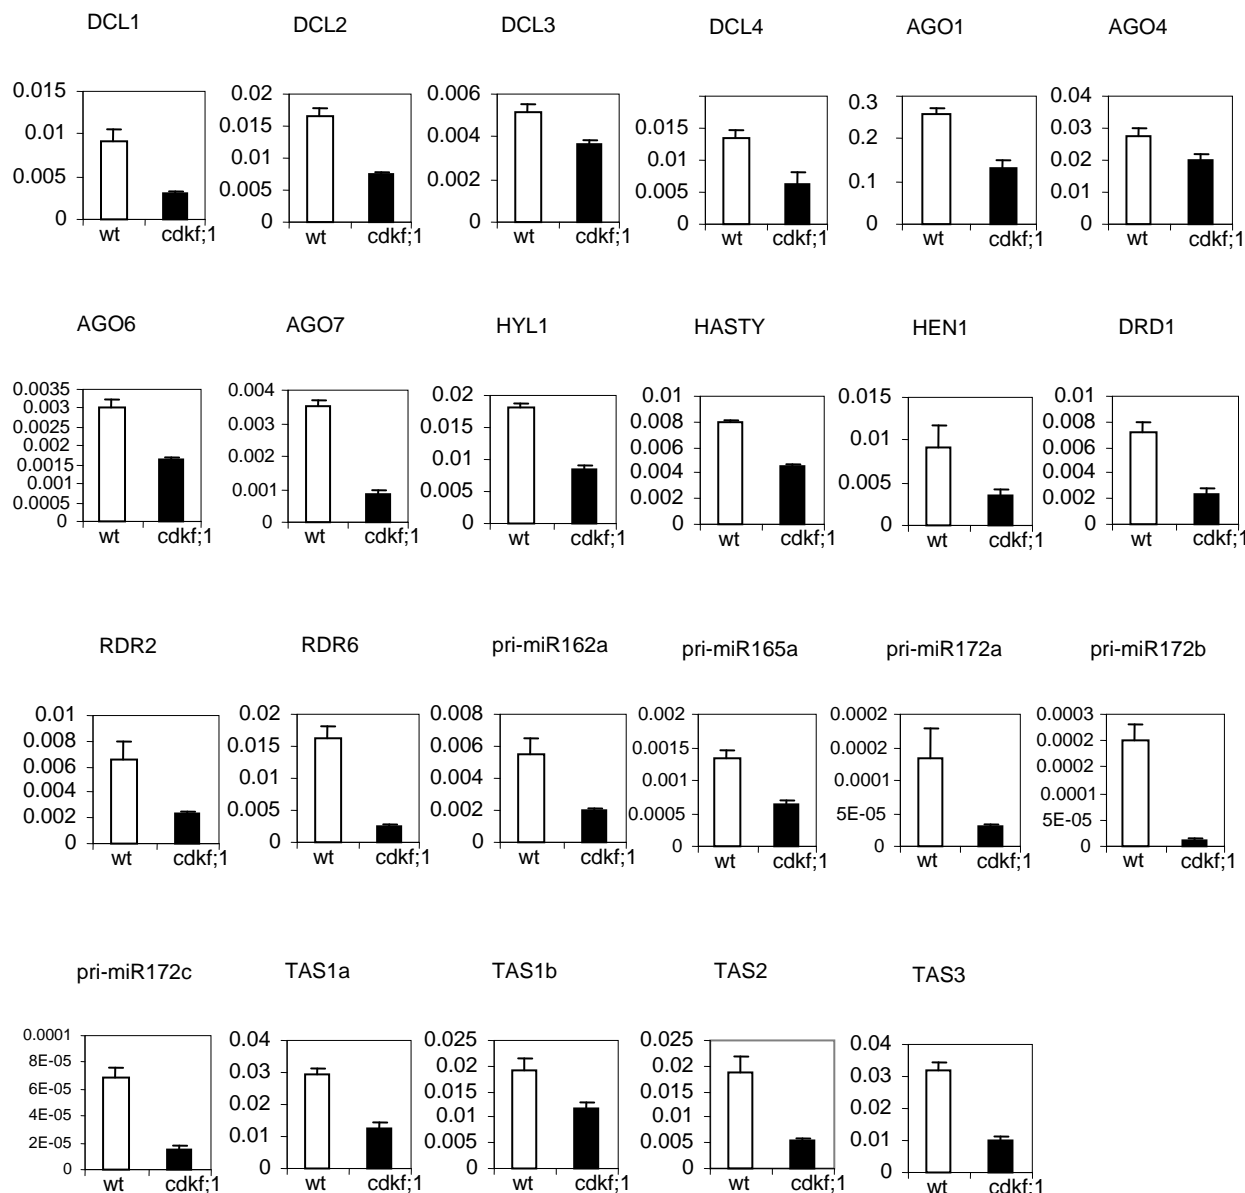 DCL1 DCL2 DCL3 DCL4 AGO1 AGO4
0.015 0.01 0.005 0 wt cdkf;1
0.02 0.015 0.01 0.005 0 wt cdkf;1
0.006 0.004 0.002 0 wt cdkf;1
0.015 0.01 0.005 0 wt cdkf;1
0.3 0.2 0.1 0 wt cdkf;1
0.04 0.03 0.02 0.01 0 wt cdkf;1
AGO6 AGO7 HYL1 HASTY HEN1 DRD1
0.0035 0.003 0.0025 0.002 0.0015 0.001 0.0005 0 wt cdkf;1
0.004 0.003 0.002 0.001 0 wt cdkf;1
0.02 0.015 0.01 0.005 0 wt cdkf;1
0.01 0.008 0.006 0.004 0.002 0 wt cdkf;1
0.015 0.01 0.005 0 wt cdkf;1
0.01 0.008 0.006 0.004 0.002 0 wt cdkf;1
RDR2 RDR6 pri-miR162a pri-miR165a pri-miR172a pri-miR172b
0.01 0.008 0.006 0.004 0.002 0 wt cdkf;1
0.02 0.015 0.01 0.005 0 wt cdkf;1
0.008 0.006 0.004 0.002 0 wt cdkf;1
0.002 0.0015 0.001 0.0005 0 wt cdkf;1
0.0002 0.0002 0.0001 5E-05 0 wt cdkf;1
0.0003 0.0002 0.0002 0.0001 5E-05 0 wt cdkf;1
pri-miR172c TAS1a TAS1b TAS2 TAS3
0.0001 8E-05 6E-05 4E-05 2E-05 0 wt cdkf;1
0.04 0.03 0.02 0.01 0 wt cdkf;1
0.025 0.02 0.015 0.01 0.005 0 wt cdkf;1
0.025 0.02 0.015 0.01 0.005 0 wt cdkf;1
0.04 0.03 0.02 0.01 0 wt cdkf;1